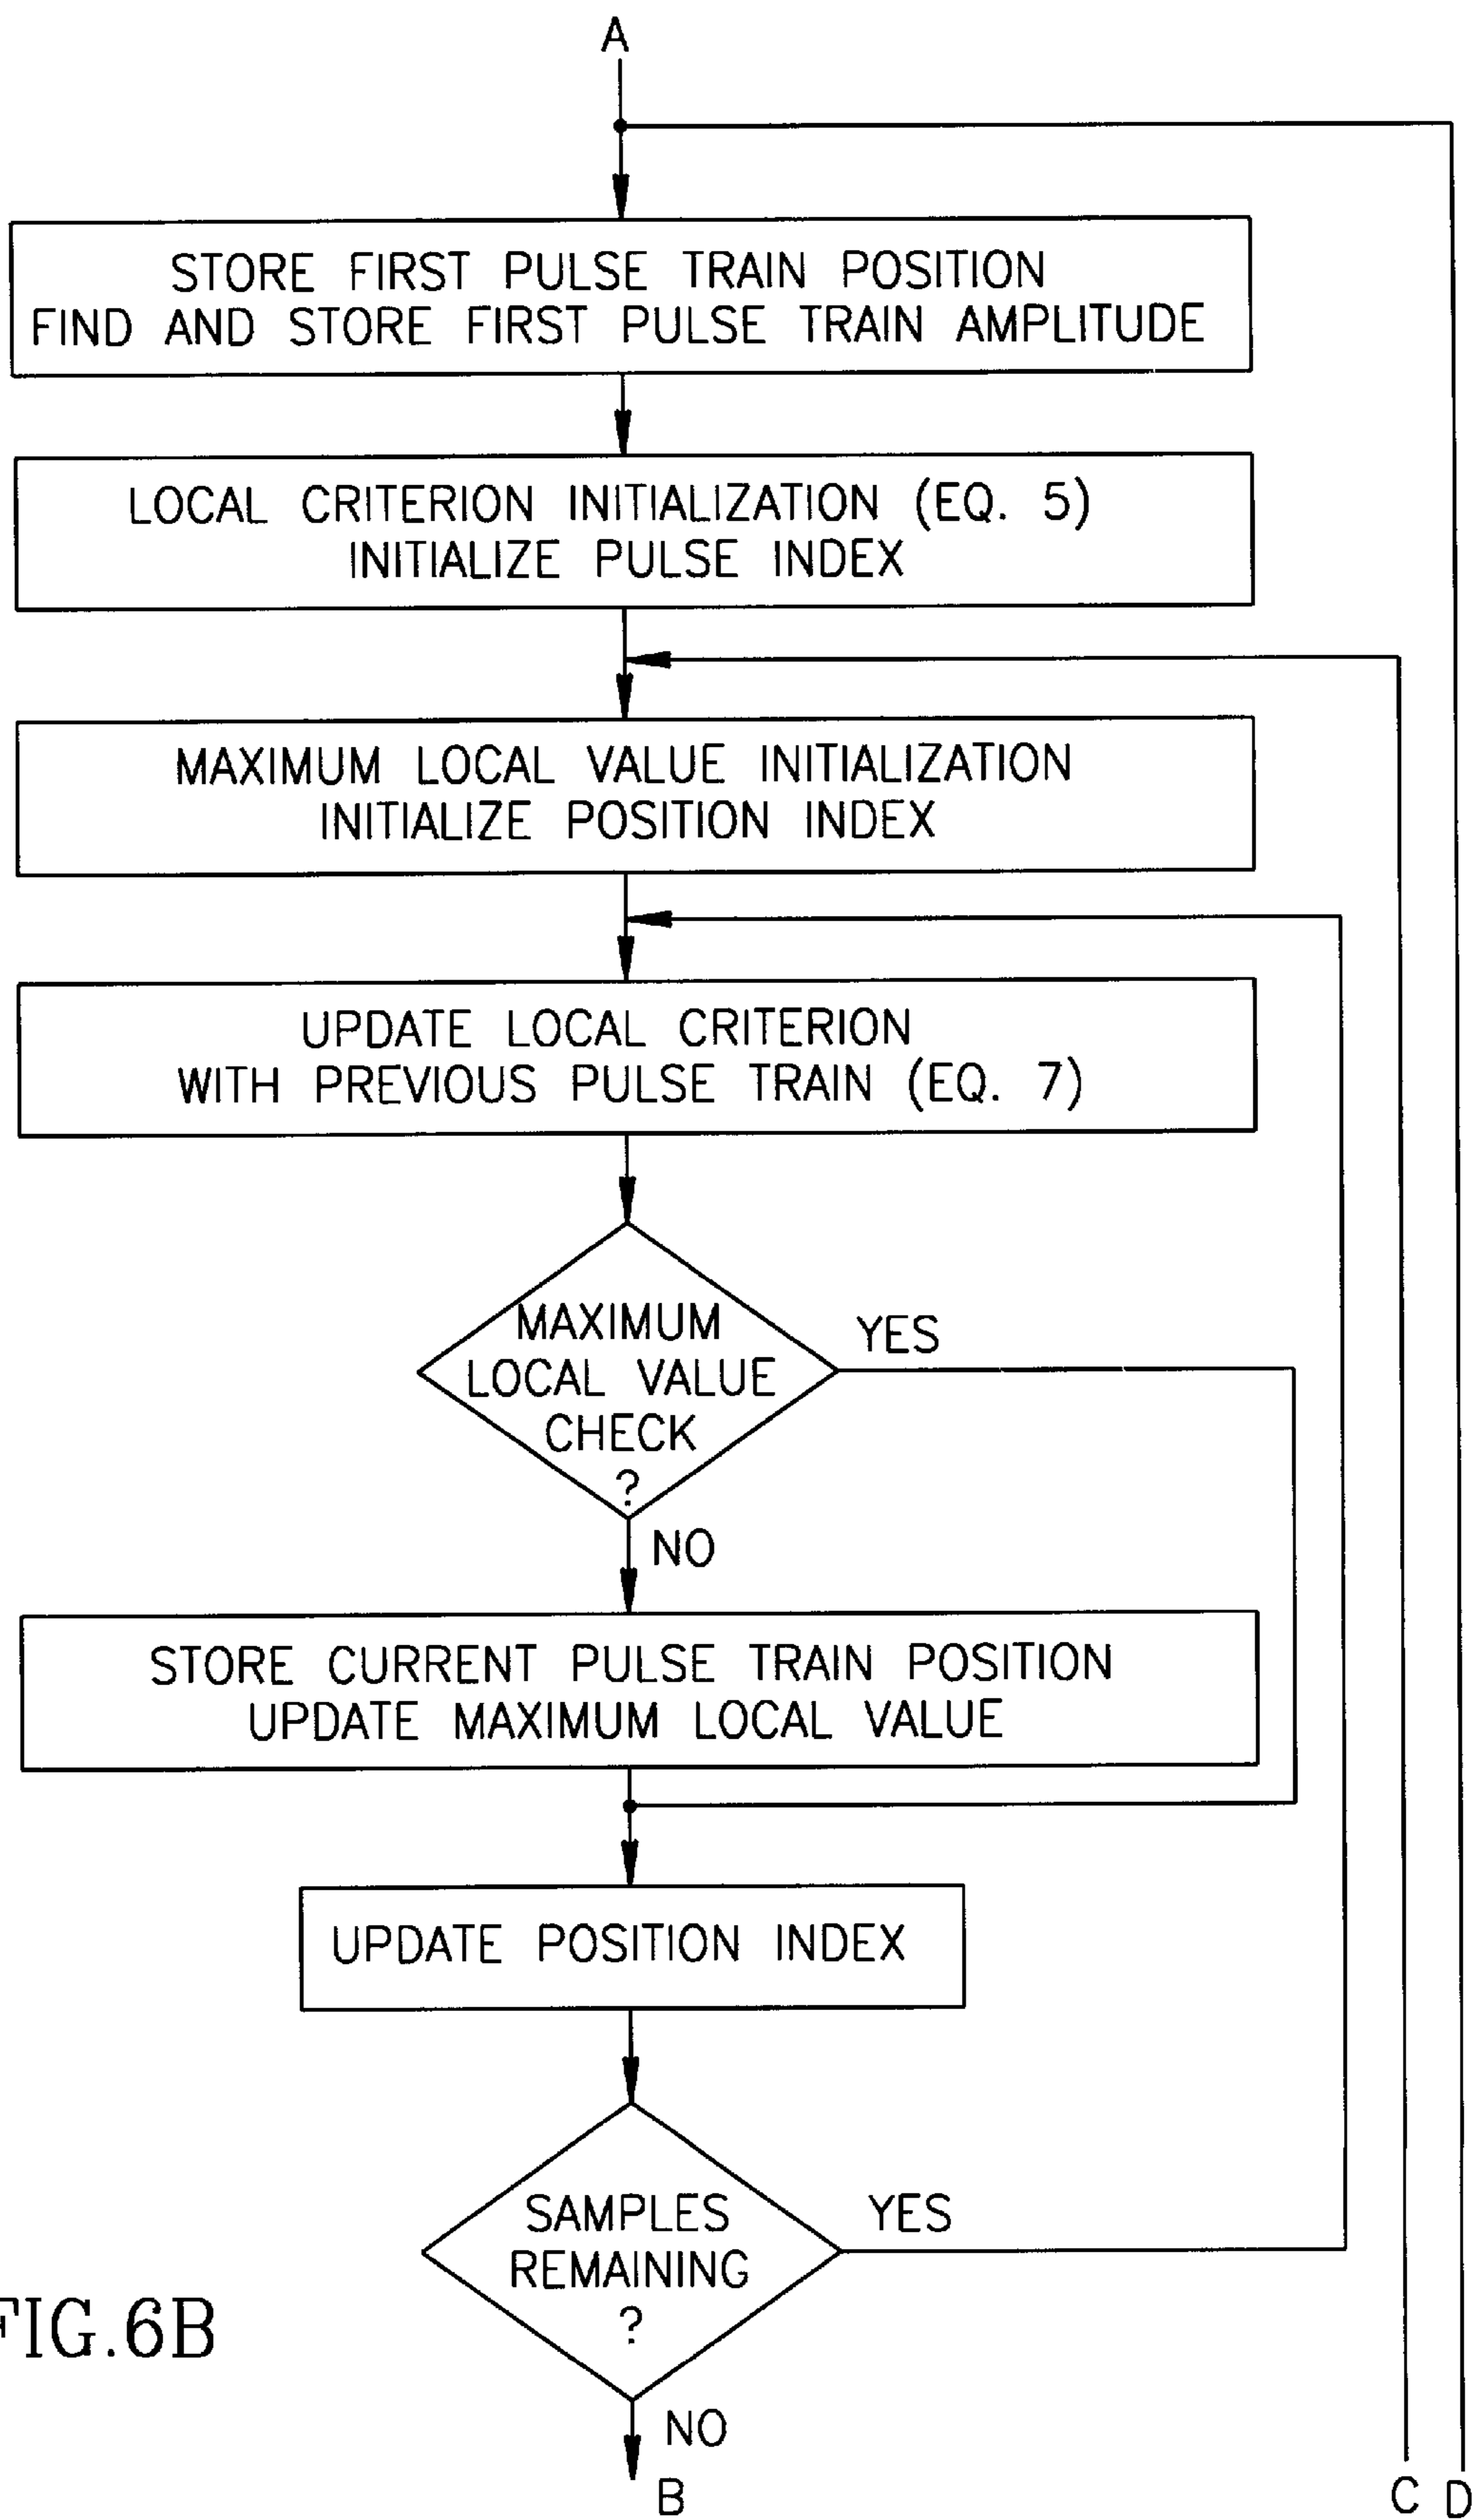 A
STORE FIRST PULSE TRAIN POSITION
FIND AND STORE FIRST PULSE TRAIN AMPLITUDE
LOCAL CRITERION INITIALIZATION (EQ. 5)
INITIALIZE PULSE INDEX
MAXIMUM LOCAL VALUE INITIALIZATION
INITIALIZE POSITION INDEX
UPDATE LOCAL CRITERION
WITH PREVIOUS PULSE TRAIN (EQ. 7)
MAXIMUM
LOCAL VALUE
CHECK
?
YES
NO
STORE CURRENT PULSE TRAIN POSITION
UPDATE MAXIMUM LOCAL VALUE
UPDATE POSITION INDEX
SAMPLES
REMAINING
?
YES
NO
B
C D
FIG.6B